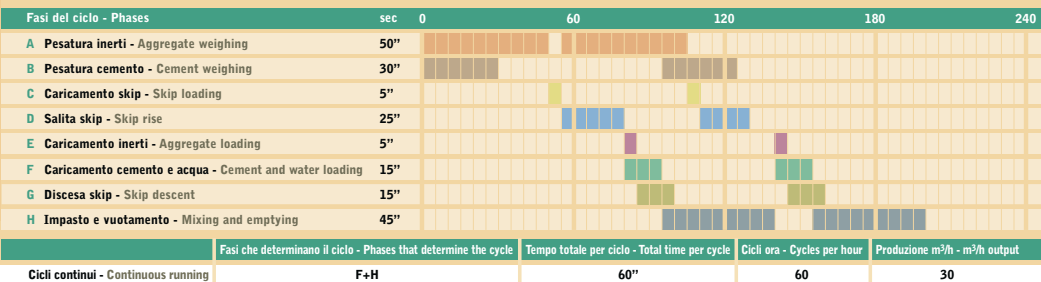 Fasi del ciclo - Phases sec 0 60 120 180 240
A Pesatura inerti - Aggregate weighing 50”
B Pesatura cemento - Cement weighing 30”
C Caricamento skip - Skip loading 5”
D Salita skip - Skip rise 25”
E Caricamento inerti - Aggregate loading 5”
F Caricamento cemento e acqua - Cement and water loading 15”
G Discesa skip - Skip descent 15”
H Impasto e vuotamento - Mixing and emptying 45”
Fasi che determinano il ciclo - Phases that determine the cycle Tempo totale per ciclo - Total time per cycle Cicli ora - Cycles per hour Produzione m³/h - m³/h output
Cicli continui - Continuous running F+H 60” 60 30